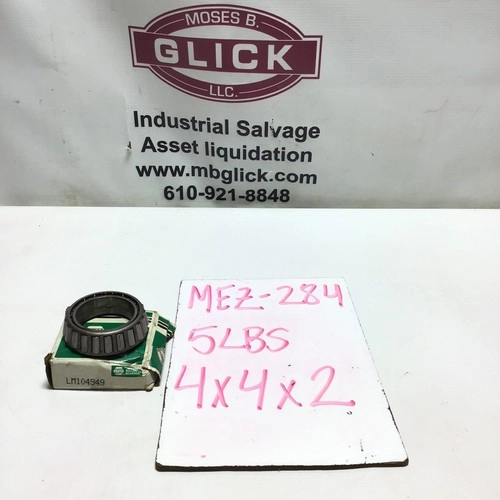 MOSES B.
GLICK
LLC.
Industrial Salvage
Asset liquidation
www.mbglick.com
610-921-8848
MEZ-284
5LBS
4x4x2
LM104949